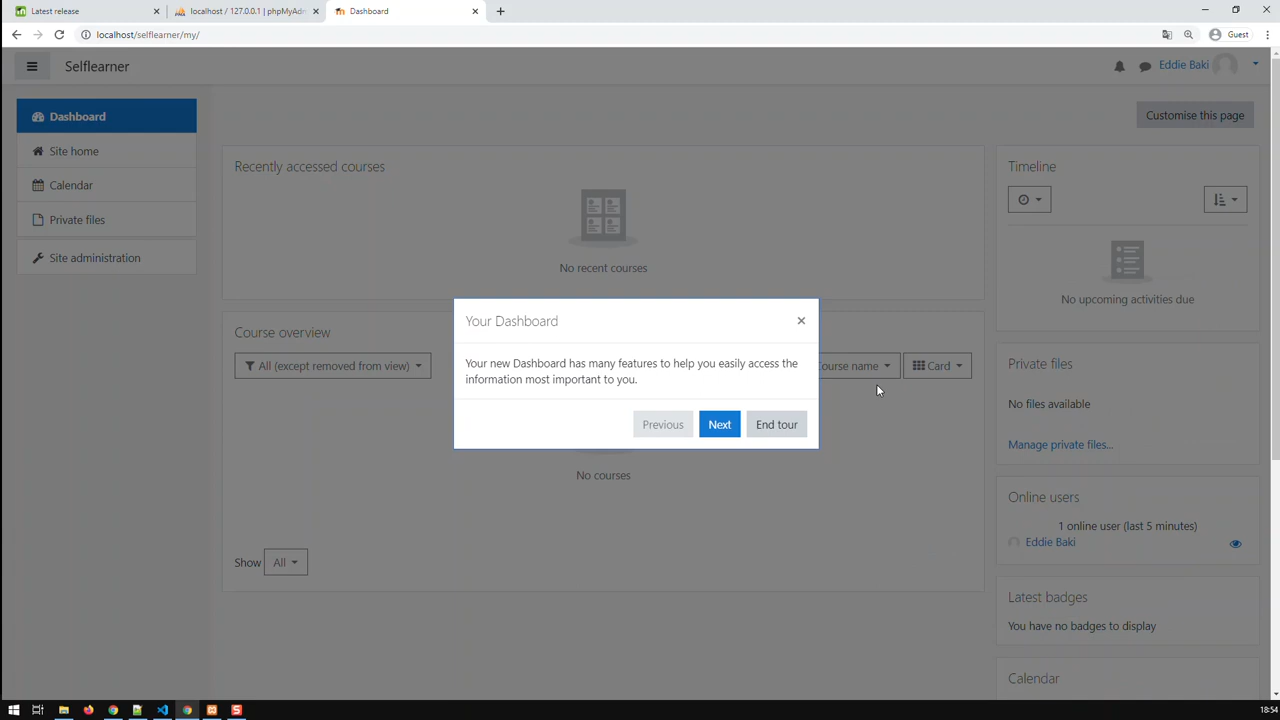 Latest release
localhost / 127.0.0.1 | phpMyAdm
Dashboard
localhost/selflearner/my/
Guest
Selflearner
Eddie Baki
Dashboard
Site home
Calendar
Private files
Site administration
Customise this page
Recently accessed courses
No recent courses
Timeline
No upcoming activities due
Course overview
All (except removed from view)
Course name
Card
Your Dashboard
Your new Dashboard has many features to help you easily access the
information most important to you.
Previous
Next
End tour
No courses
Show
All
Private files
No files available
Manage private files...
Online users
1 online user (last 5 minutes)
Eddie Baki
Latest badges
You have no badges to display
Calendar
18:54